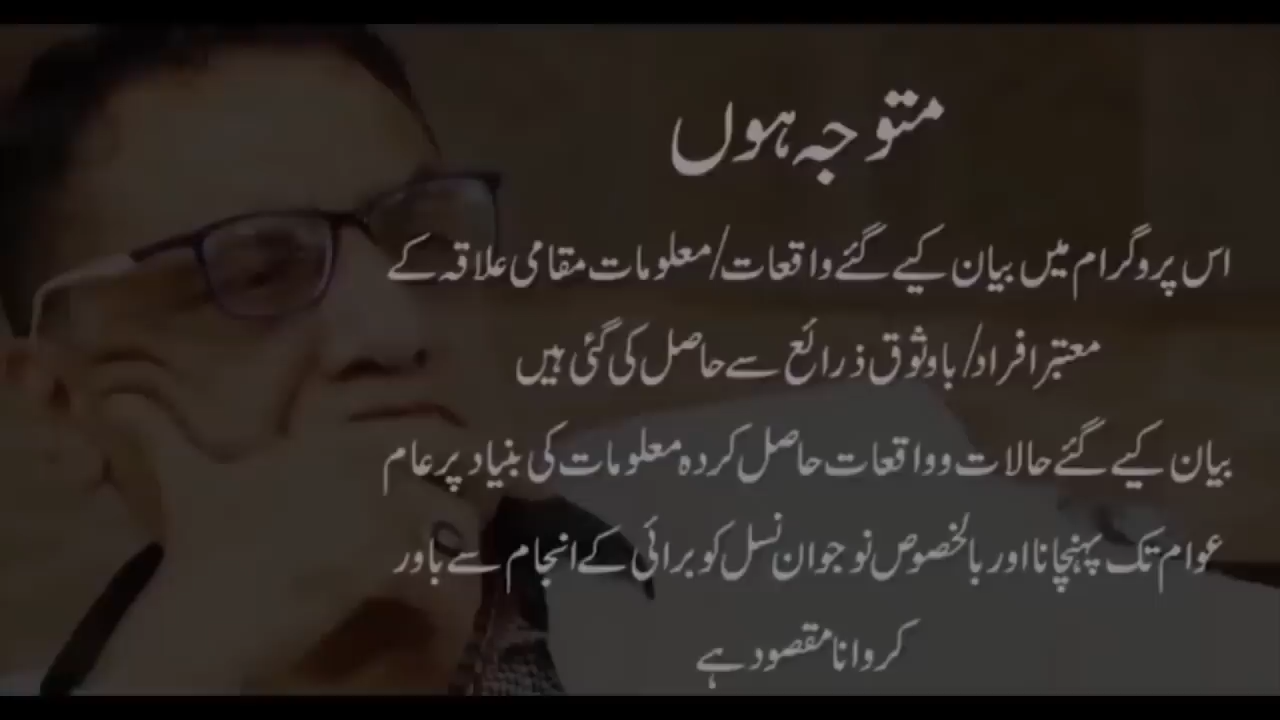 متوجہ ہوں
اس پروگرام میں بیان کیے گئے واقعات/معلومات مقامی علاقہ کے
معتبر افراد/باوثوق ذرائع سے حاصل کی گئی ہیں
بیان کیے گئے حالات و واقعات حاصل کردہ معلومات کی بنیاد پر عام
عوام تک پہنچانا اور بالخصوص نوجوان نسل کو برائی کے انجام سے باور
کروانا مقصود ہے